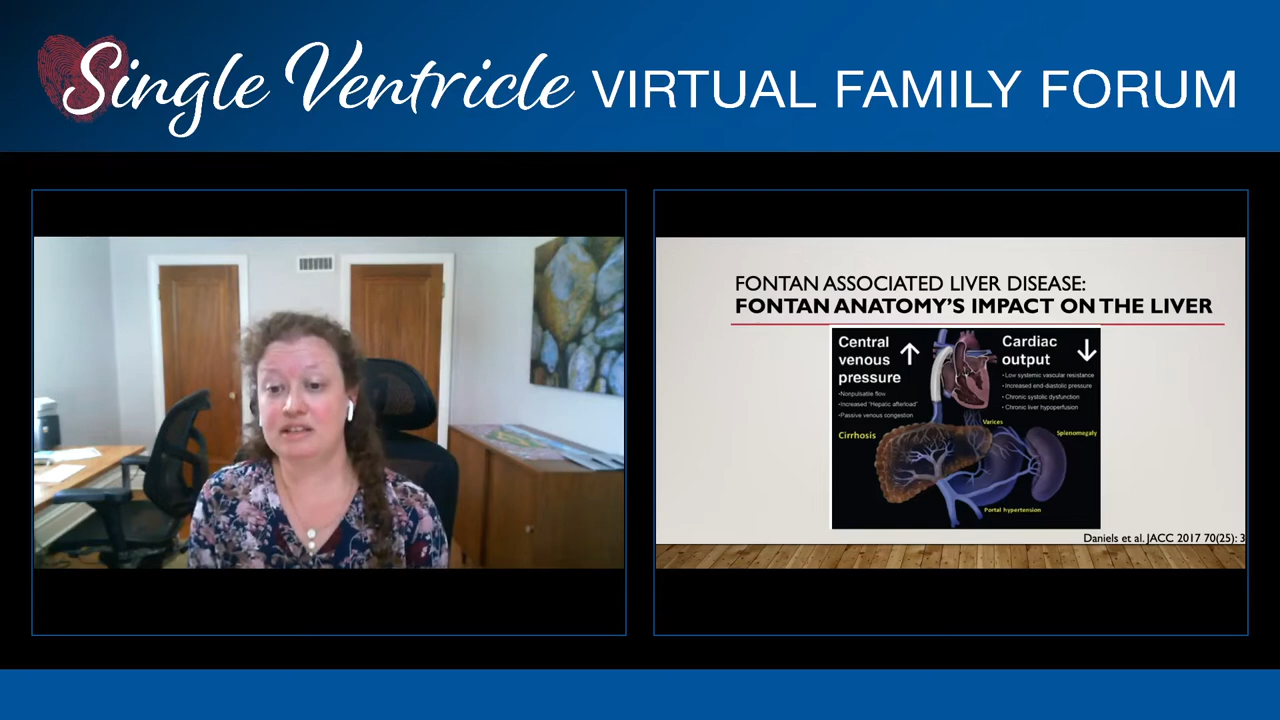 Single Ventricle VIRTUAL FAMILY FORUM
FONTAN ASSOCIATED LIVER DISEASE:
FONTAN ANATOMY'S IMPACT ON THE LIVER
Central
venous
pressure
•Nonpulsatile flow
•Increased "Hepatic afterload"
•Passive venous congestion
Cardiac
output
•Low systemic vascular resistance
•Increased end-diastolic pressure
•Chronic systolic dysfunction
•Chronic liver hypoperfusion
Cirrhosis
Varices
Splenomegaly
Portal hypertension
Daniels et al. JACC 2017 70(25): 3